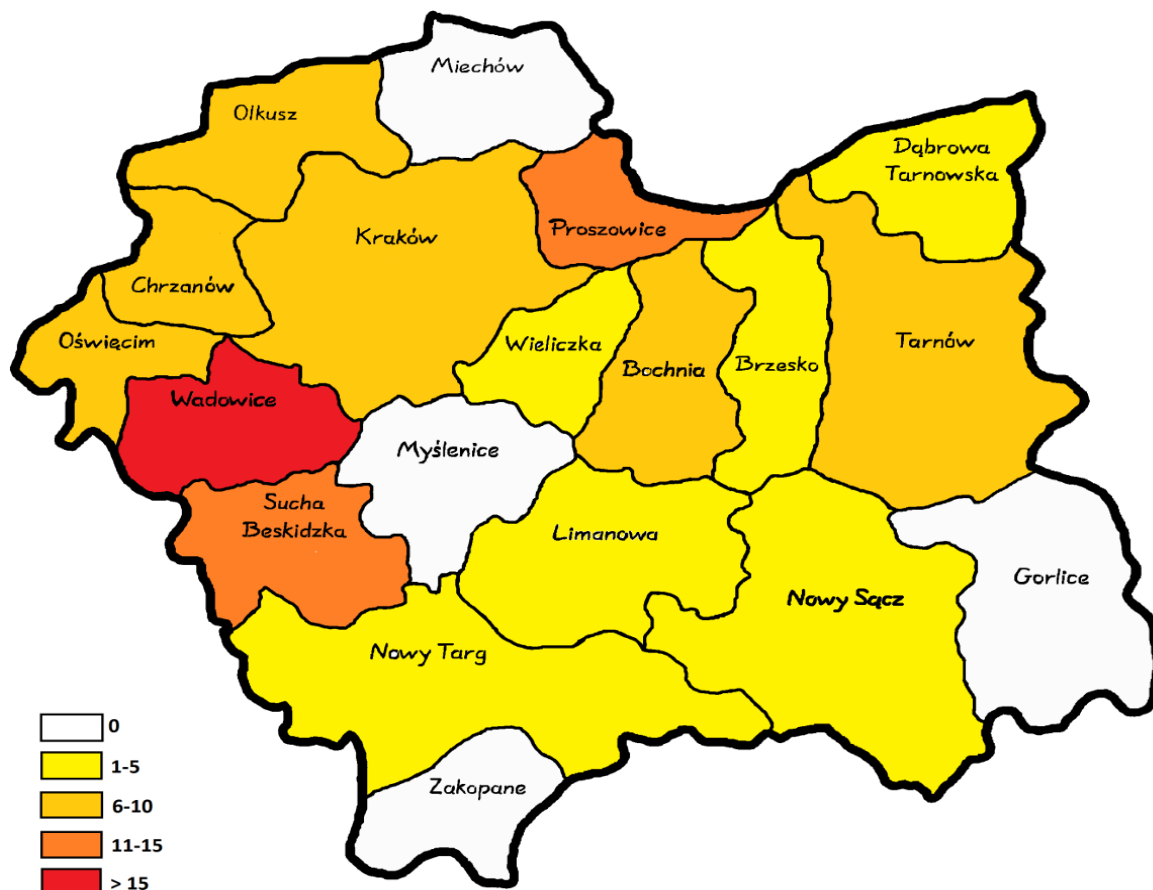 Miechów
Olkusz
Dąbrowa
Tarnowska
Kraków
Proszowice
Chrzanów
Oświęcim
Wieliczka
Bochnia
Brzesko
Tarnów
Wadowice
Myślenice
Sucha
Beskidzka
Limanowa
Gorlice
Nowy Sącz
Nowy Targ
Zakopane
0
1-5
6-10
11-15
> 15